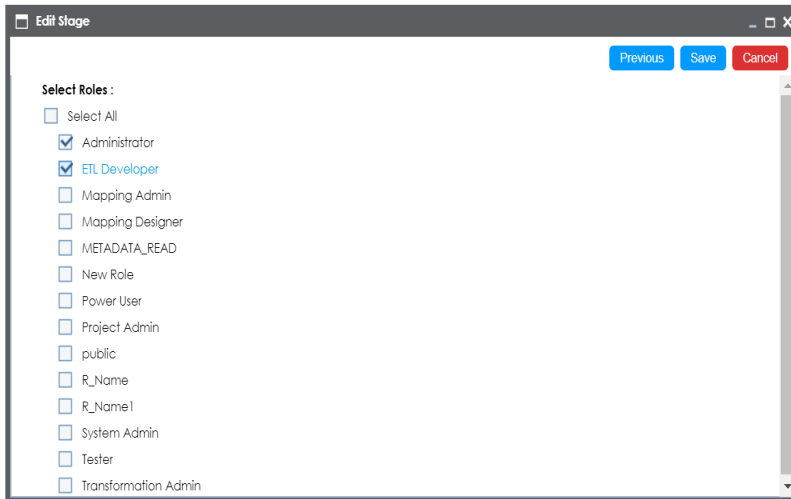 Edit Stage
Previous Save Cancel
Select Roles :
Select All
Administrator
ETL Developer
Mapping Admin
Mapping Designer
METADATA_READ
New Role
Power User
Project Admin
public
R_Name
R_Name1
System Admin
Tester
Transformation Admin